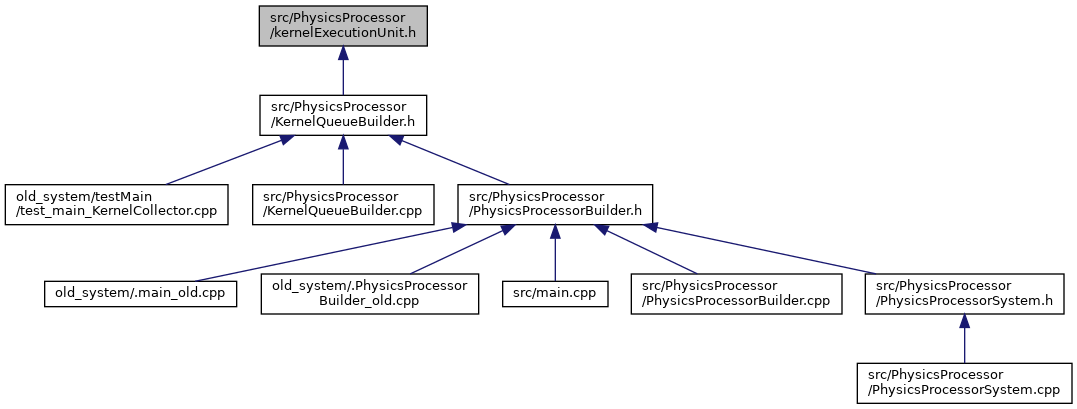 src/PhysicsProcessor
/kernelExecutionUnit.h
src/PhysicsProcessor
/KernelQueueBuilder.h
old_system/testMain
/test_main_KernelCollector.cpp
src/PhysicsProcessor
/KernelQueueBuilder.cpp
src/PhysicsProcessor
/PhysicsProcessorBuilder.h
old_system/.main_old.cpp
old_system/.PhysicsProcessor
Builder_old.cpp
src/main.cpp
src/PhysicsProcessor
/PhysicsProcessorBuilder.cpp
src/PhysicsProcessor
/PhysicsProcessorSystem.h
src/PhysicsProcessor
/PhysicsProcessorSystem.cpp